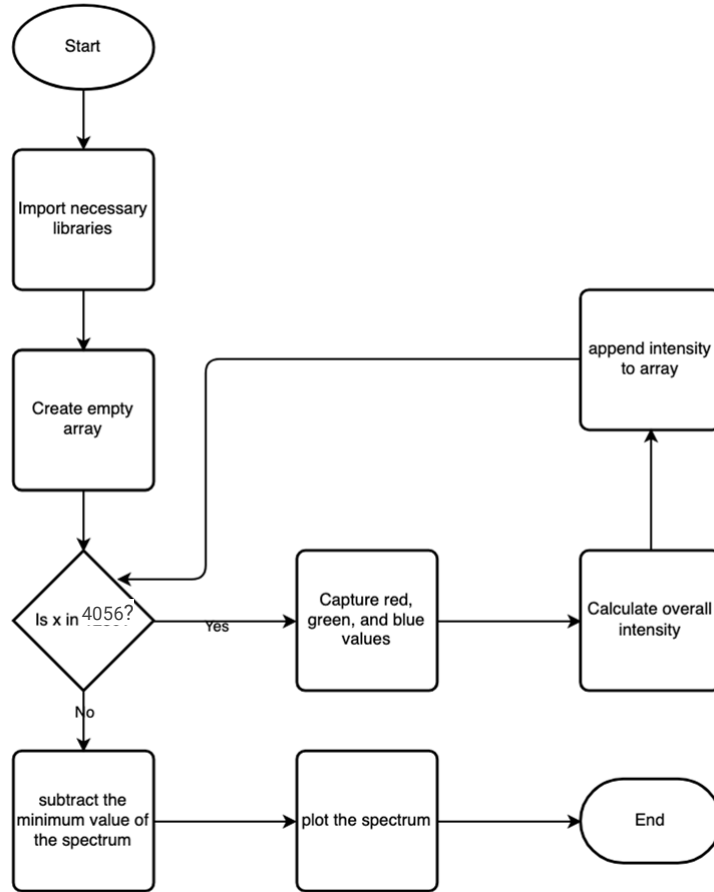 Start
Import necessary
libraries
Create empty
array
Is x in 4056?
Yes
Capture red,
green, and blue
values
Calculate overall
intensity
append intensity
to array
No
subtract the
minimum value of
the spectrum
plot the spectrum
End